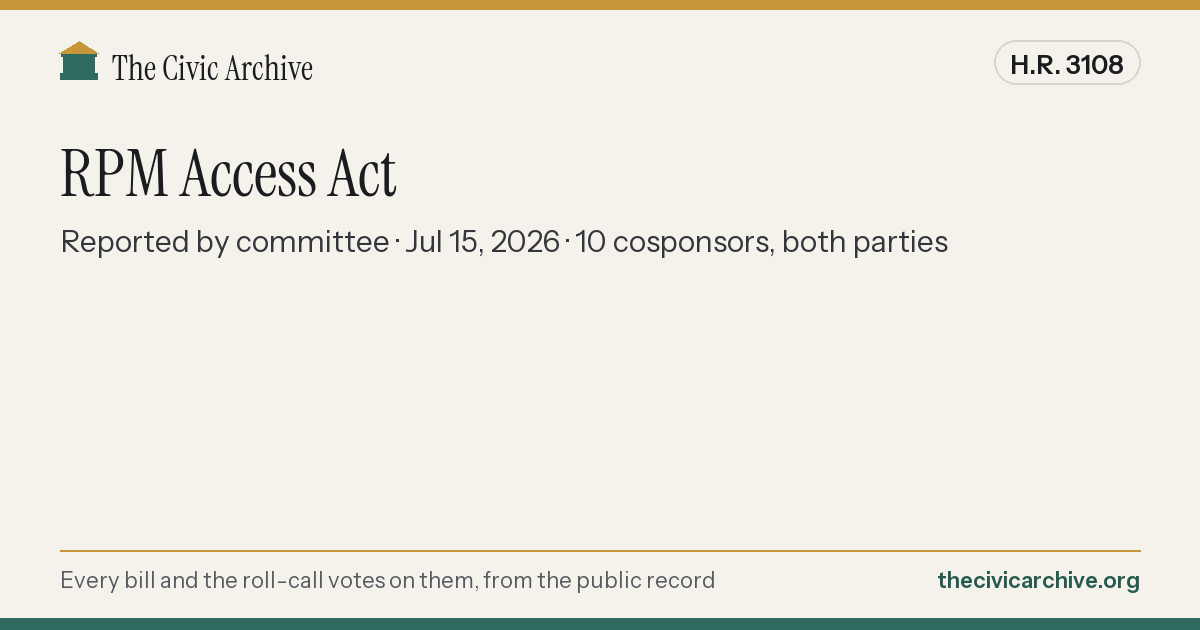 The Civic Archive
H.R. 3108
RPM Access Act
Reported by committee · Jul 15, 2026 · 10 cosponsors, both parties
Every bill and the roll-call votes on them, from the public record
thecivicarchive.org